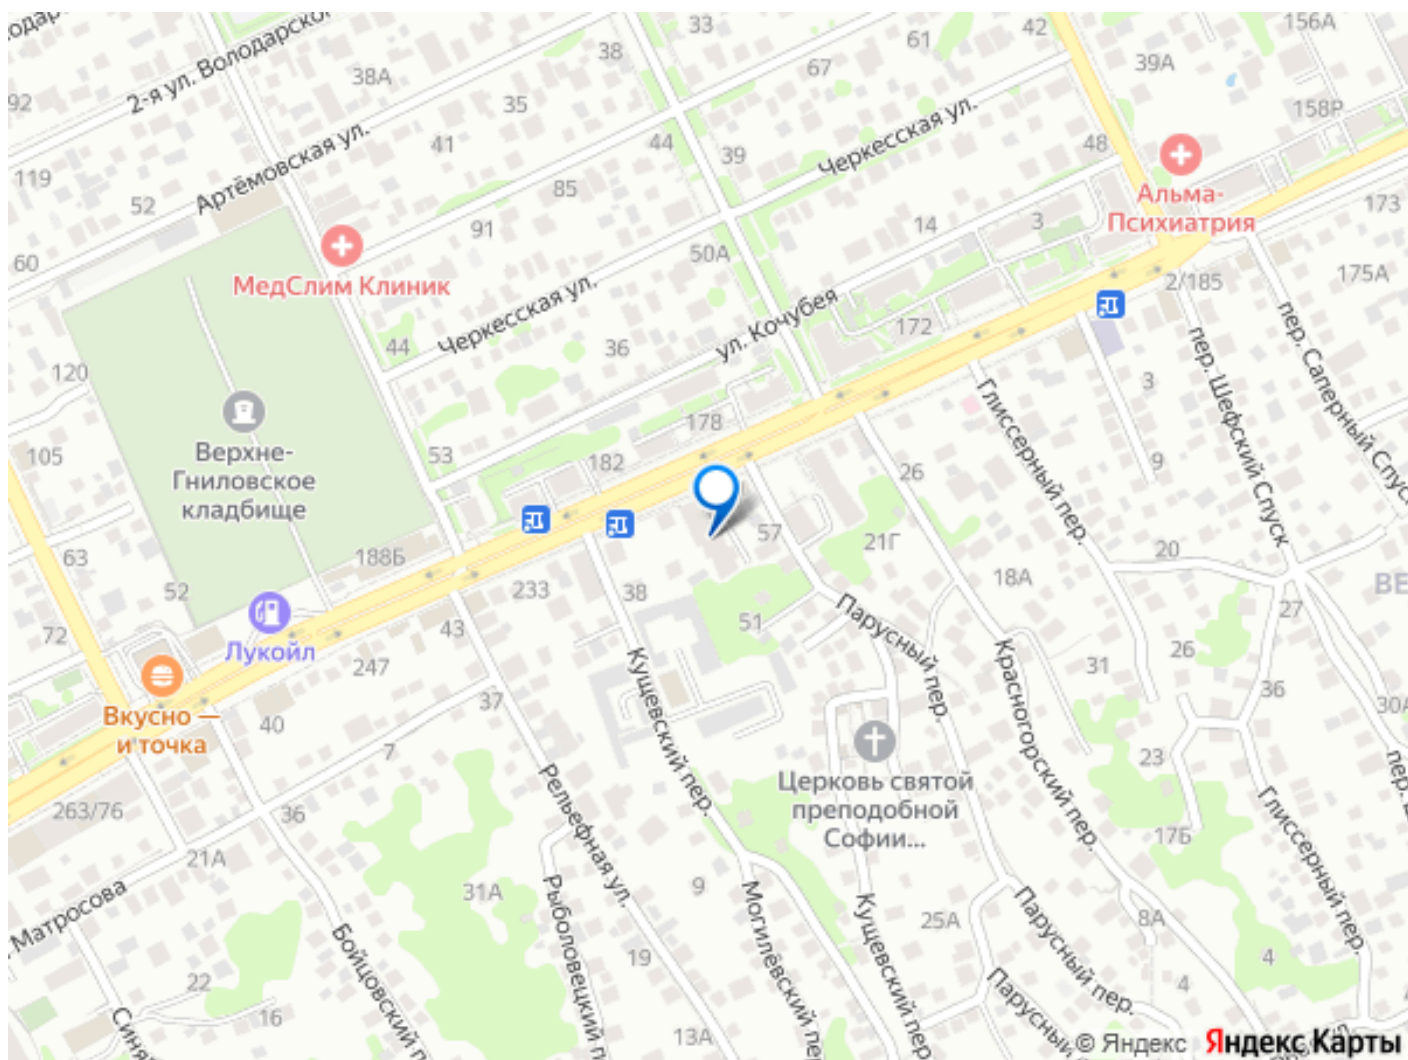 33
61
42
156А
38
67
39А
2-я ул. Володарского
38А
92
35
158Р
Артёмовская ул.
41
44
39
48
Черкесская ул.
119
52
85
Альма-
Психиатрия
173
91
14
3
60
50А
МедСлим Клиник
175А
2/185
Черкесская ул.
ул. Кочубея
172
44
36
120
пер. Саперный Спуск
пер. Шефский Спуск
3
Глиссерный пер.
178
Верхне-
Гниловское
кладбище
105
53
182
26
9
57
21Г
63
188Б
20
18А
52
233
38
51
27
72
43
Лукойл
247
Парусный пер.
26
31
36
37
30А
Вкусно —
и точка
40
7
Кущевский пер.
Красногорский пер.
23
Церковь святой
преподобной
Софии...
Рельефная ул.
263/76
36
17Б
Глиссерный пер.
21А
31А
9
Матросова
Рыболовецкий п
Могилёвский пер
Кущевский пер.
25А
Парусный пер.
8А
Бойцовский п
22
19
4
4
16
13А
Парусный
© Яндекс Яндекс Карты